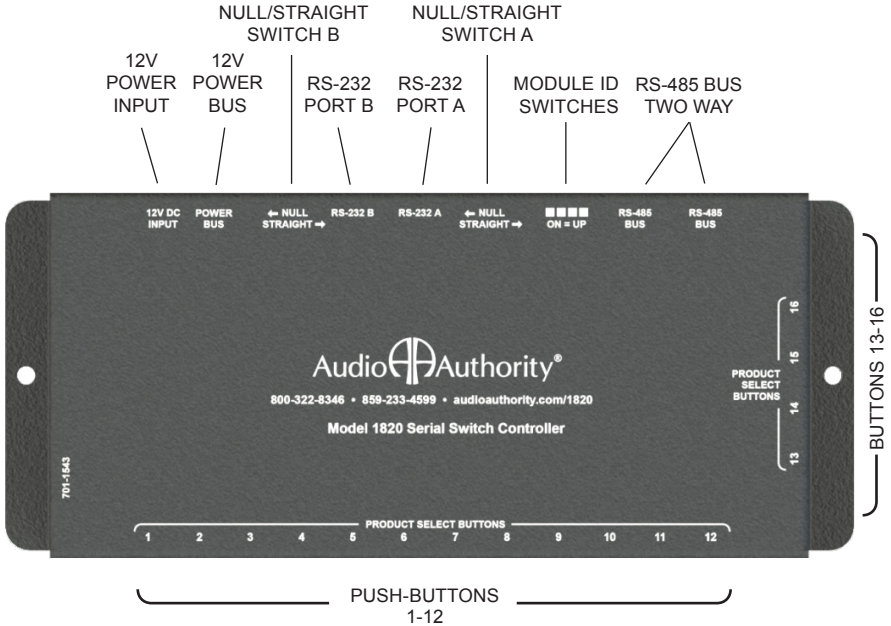 NULL/STRAIGHT
SWITCH B
NULL/STRAIGHT
SWITCH A
12V
POWER
INPUT
12V
POWER
BUS
RS-232
PORT B
RS-232
PORT A
MODULE ID
SWITCHES
RS-485 BUS
TWO WAY
12V DC
INPUT
POWER
BUS
← NULL
STRAIGHT →
RS-232 B
RS-232 A
← NULL
STRAIGHT →
ON = UP
RS-485
BUS
RS-485
BUS
16
15
14
13
PRODUCT
SELECT
BUTTONS
BUTTONS 13-16
Audio Authority®
800-322-8346 • 859-233-4599 • audioauthority.com/1820
Model 1820 Serial Switch Controller
701-1543
PRODUCT SELECT BUTTONS
1 2 3 4 5 6 7 8 9 10 11 12
PUSH-BUTTONS
1-12